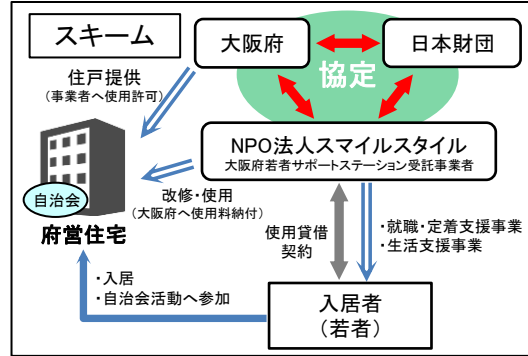 スキーム
大阪府
日本財団
協定
住戸提供
（事業者へ使用許可）
NPO法人スマイルスタイル
大阪府若者サポートステーション受託事業者
自治会
府営住宅
改修・使用
（大阪府へ使用料納付）
使用貸借
契約
・就職・定着支援事業
・生活支援事業
・入居
・自治会活動へ参加
入居者
（若者）